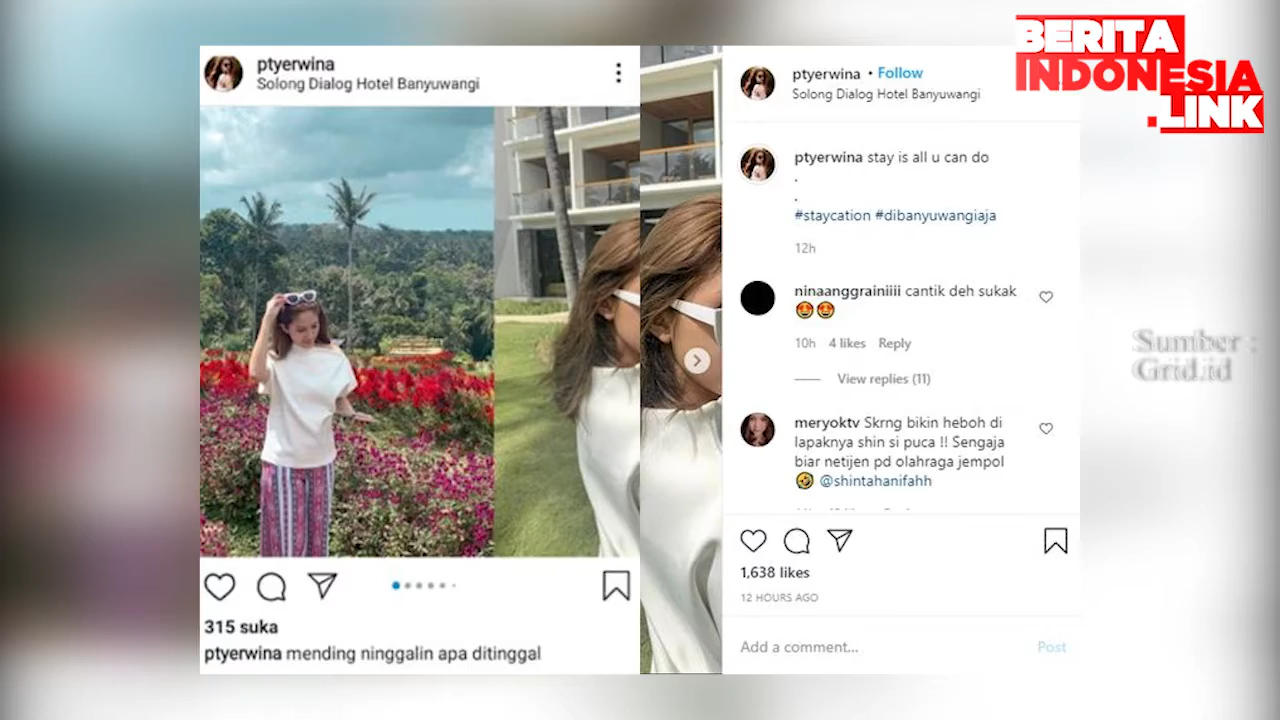 BERITA
INDONESIA
.LINK
ptyerwina
Solong Dialog Hotel Banyuwangi
315 suka
ptyerwina mending ninggalin apa ditinggal
ptyerwina • Follow
Solong Dialog Hotel Banyuwangi
ptyerwina stay is all u can do
.
.
#staycation #dibanyuwangiaja
12h
ninaanggrainiiii cantik deh sukak
🤩🤩
10h 4 likes Reply
View replies (11)
meryoktv Skrng bikin heboh di
lapaknya shin si puca !! Sengaja
biar netijen pd olahraga jempol
🤣 @shintahanifahh
1,638 likes
12 HOURS AGO
Add a comment... Post
Sumber :
Grid.id